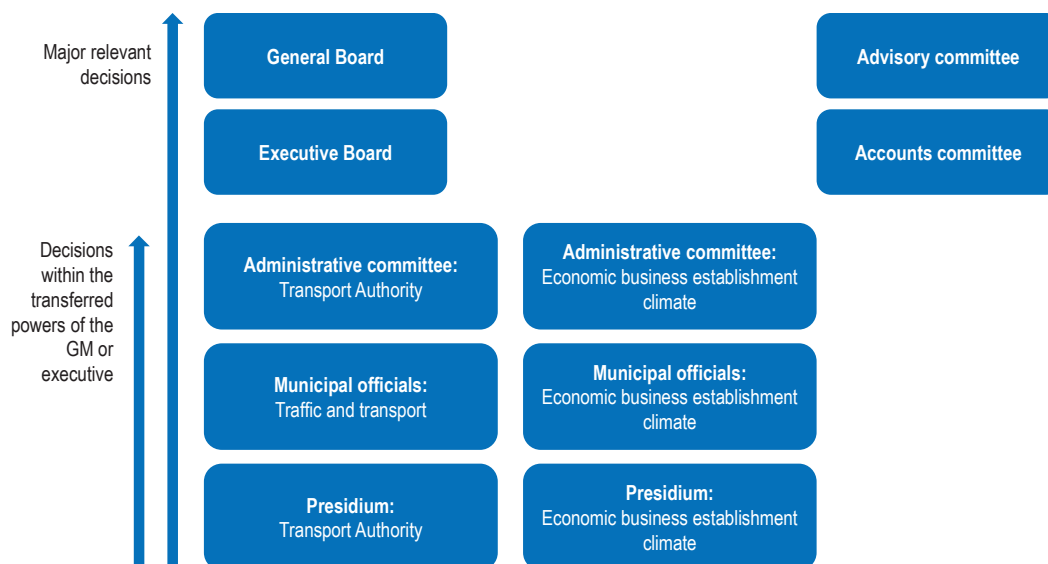 Major relevant
decisions
General Board
Advisory committee
Executive Board
Accounts committee
Decisions
within the
transferred
powers of the
GM or
executive
Administrative committee:
Transport Authority
Administrative committee:
Economic business establishment
climate
Municipal officials:
Traffic and transport
Municipal officials:
Economic business establishment
climate
Presidium:
Transport Authority
Presidium:
Economic business establishment
climate